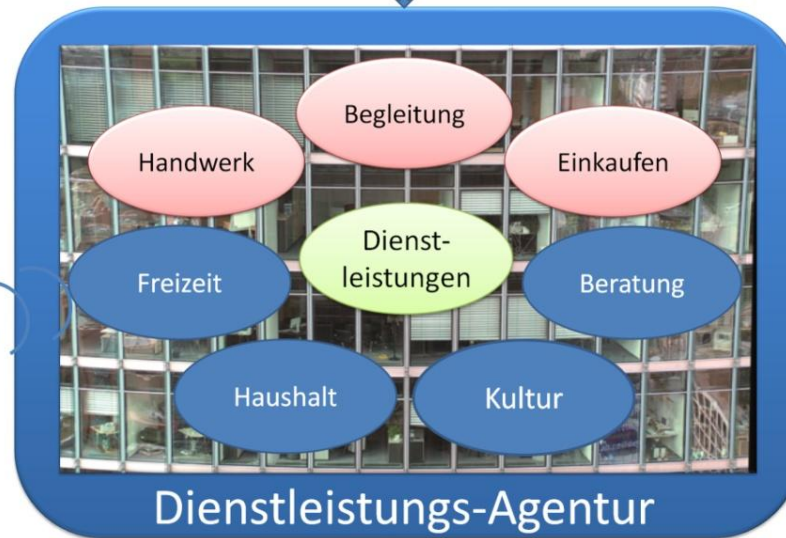 Begleitung
Handwerk
Einkaufen
Dienst-
leistungen
Freizeit
Beratung
Haushalt
Kultur
Dienstleistungs-Agentur